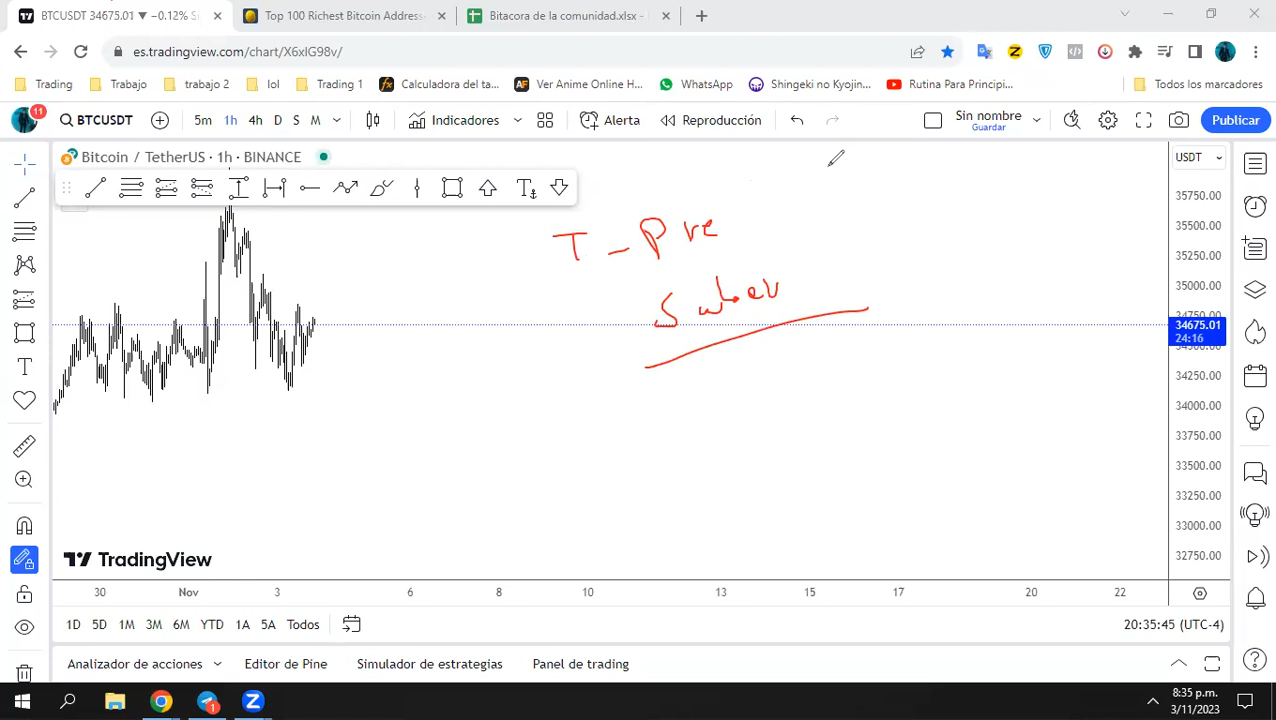 BTCUSDT 34675.01 ▼ −0.12% Si
Top 100 Richest Bitcoin Address
Bitacora de la comunidad.xlsx -
es.tradingview.com/chart/X6xIG98v/
Trading
Trabajo
trabajo 2
lol
Trading 1
Calculadora del ta...
Ver Anime Online H...
WhatsApp
Shingeki no Kyojin...
Rutina Para Principi...
Todos los marcadores
11
BTCUSDT
5m 1h 4h D S M
Indicadores
Alerta
Reproducción
Sin nombre
Guardar
Publicar
Bitcoin / TetherUS · 1h · BINANCE
USDT
T - Pre
35750.00
35500.00
35250.00
35000.00
34675.01
24:16
34250.00
34000.00
33750.00
33500.00
33250.00
33000.00
32750.00
TradingView
30 Nov 3 6 8 10 13 15 17 20 22
1D 5D 1M 3M 6M YTD 1A 5A Todos
20:35:45 (UTC-4)
Analizador de acciones
Editor de Pine
Simulador de estrategias
Panel de trading
8:35 p.m.
3/11/2023